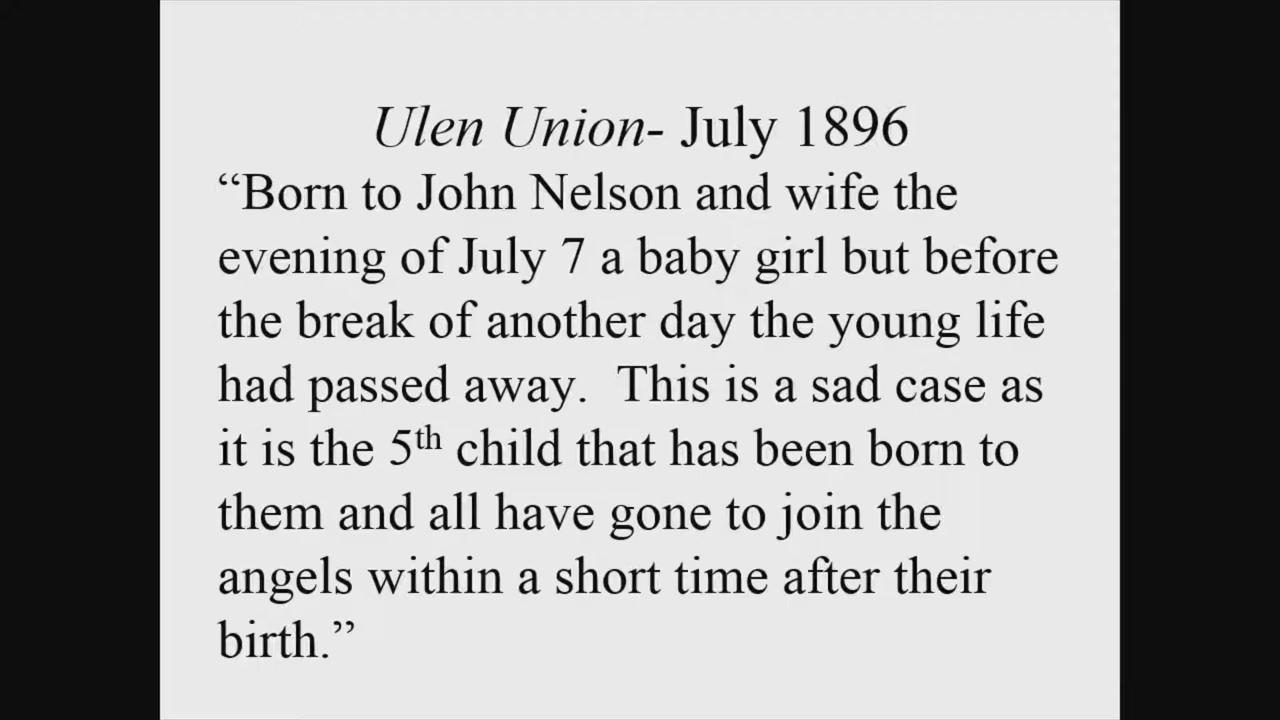 Ulen Union- July 1896
“Born to John Nelson and wife the
evening of July 7 a baby girl but before
the break of another day the young life
had passed away.  This is a sad case as
it is the 5th child that has been born to
them and all have gone to join the
angels within a short time after their
birth.”